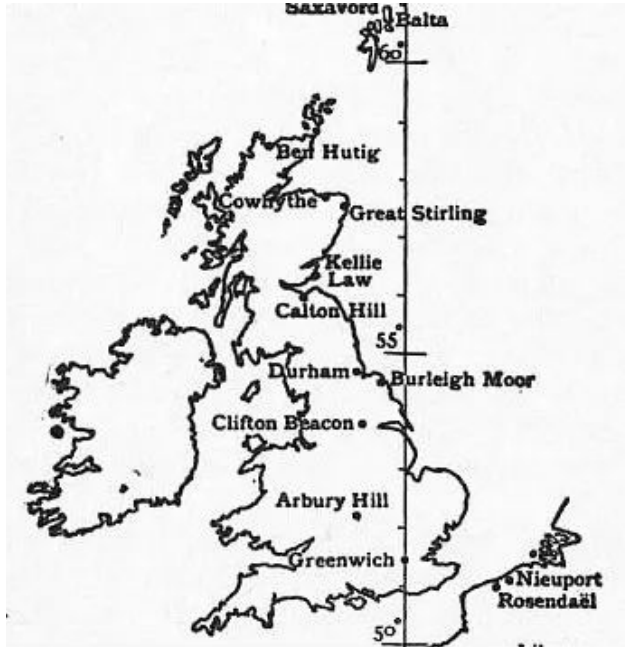 Saxavord
Balta
60°
Ben Hutig
Cowhythe
Great Stirling
Kellie
Law
Calton Hill
55°
Durham
Burleigh Moor
Clifton Beacon
Arbury Hill
Greenwich
Nieuport
Rosendaël
50°